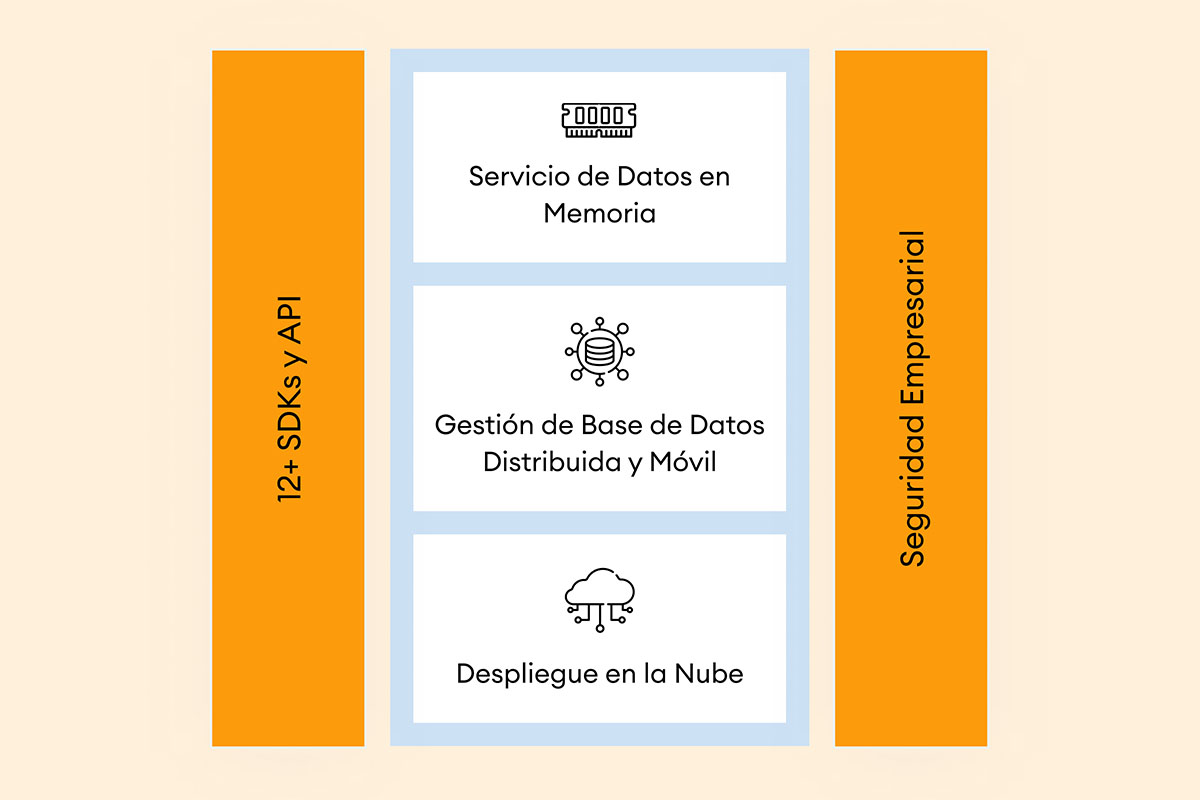 12+ SDKs y API
Servicio de Datos en
Memoria
Gestión de Base de Datos
Distribuida y Móvil
Despliegue en la Nube
Seguridad Empresarial